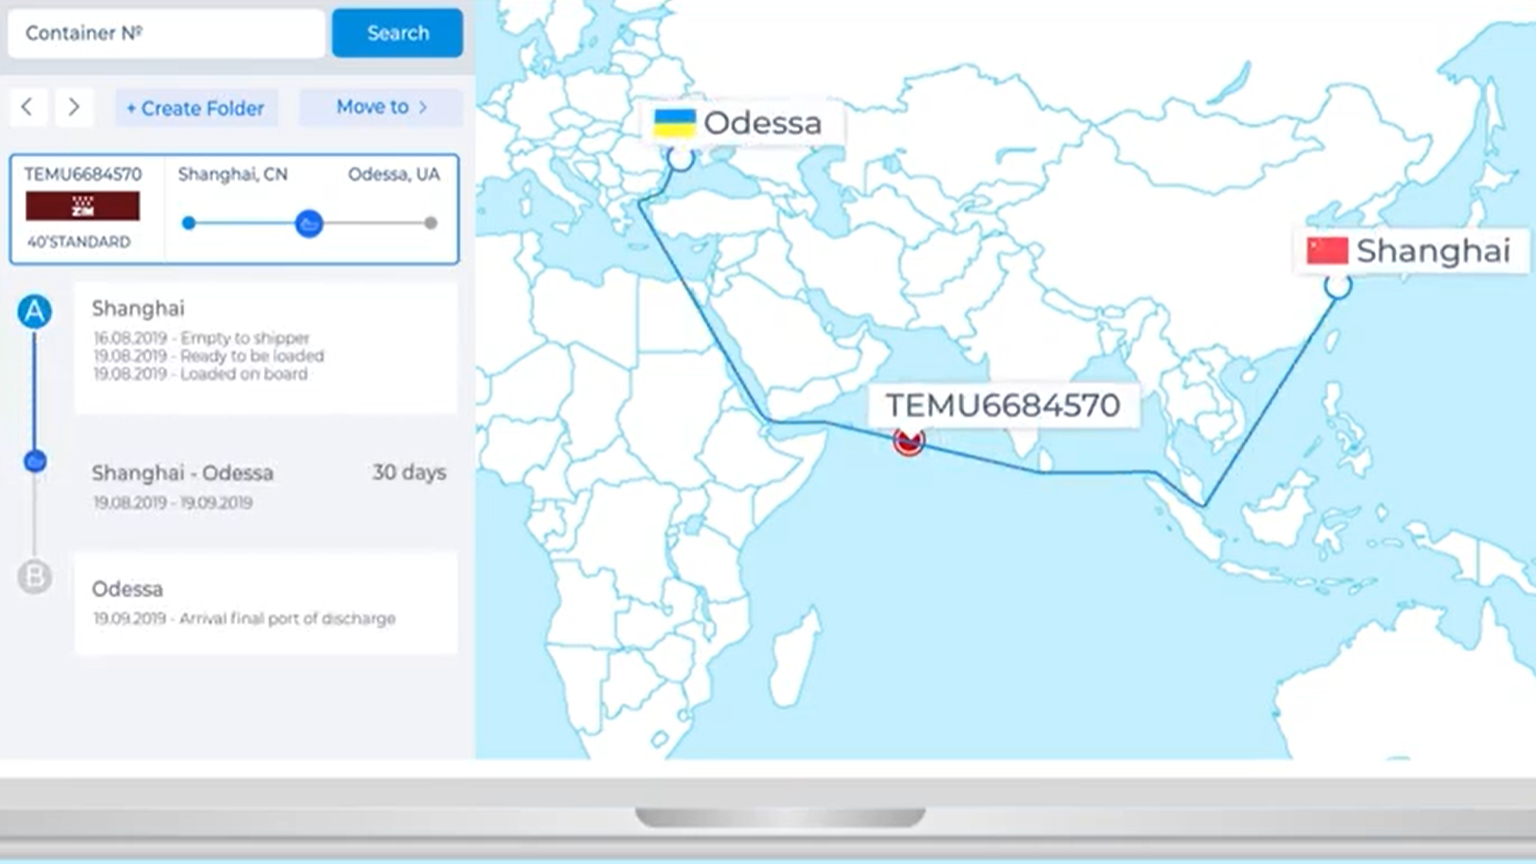 Container Nº
Search
+ Create Folder
Move to
TEMU6684570
Shanghai, CN
Odessa, UA
ZIM
40'STANDARD
A
Shanghai
16.08.2019 - Empty to shipper
19.08.2019 - Ready to be loaded
19.08.2019 - Loaded on board
Shanghai - Odessa
30 days
19.08.2019 - 19.09.2019
B
Odessa
19.09.2019 - Arrival final port of discharge
Odessa
Shanghai
TEMU6684570